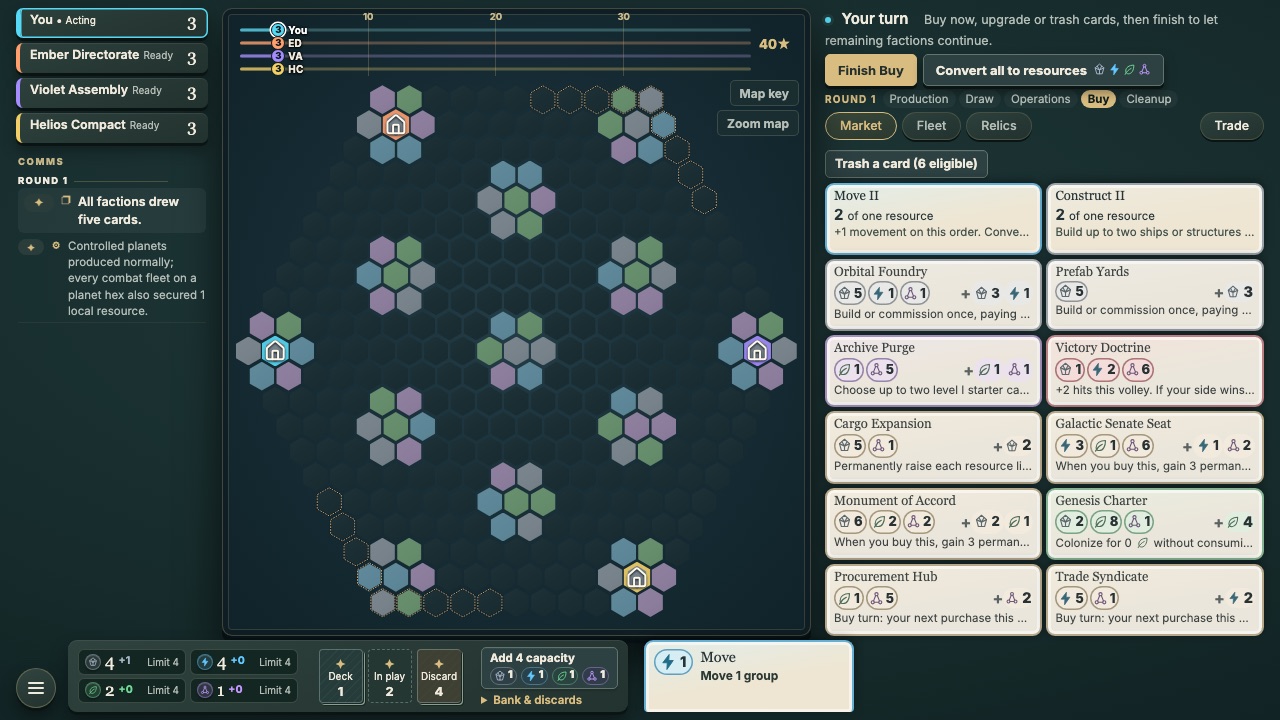 You • Acting 3
Ember Directorate Ready 3
Violet Assembly Ready 3
Helios Compact Ready 3
COMMS
ROUND 1
All factions drew
five cards.
Controlled planets
produced normally;
every combat fleet on a
planet hex also secured 1
local resource.
10 20 30
3 You
3 ED
3 VA
3 HC
40★
Map key
Zoom map
Your turn Buy now, upgrade or trash cards, then finish to let
remaining factions continue.
Finish Buy
Convert all to resources
ROUND 1 Production Draw Operations Buy Cleanup
Market Fleet Relics Trade
Trash a card (6 eligible)
Move II
2 of one resource
+1 movement on this order. Conve...
Construct II
2 of one resource
Build up to two ships or structures ...
Orbital Foundry
5 1 1 + 3 1
Build or commission once, paying ...
Prefab Yards
5 + 3
Build or commission once, paying ...
Archive Purge
1 5 + 1 1
Choose up to two level I starter ca...
Victory Doctrine
1 2 6
+2 hits this volley. If your side wins...
Cargo Expansion
5 1 + 2
Permanently raise each resource li...
Galactic Senate Seat
3 1 6 + 1 2
When you buy this, gain 3 perman...
Monument of Accord
6 2 2 + 2 1
When you buy this, gain 3 perman...
Genesis Charter
2 8 1 + 4
Colonize for 0 without consumi...
Procurement Hub
1 5 + 2
Buy turn: your next purchase this ...
Trade Syndicate
5 1 + 2
Buy turn: your next purchase this ...
4 +1 Limit 4
4 +0 Limit 4
2 +0 Limit 4
1 +0 Limit 4
Deck
1
In play
2
Discard
4
Add 4 capacity
1 1 1 1
Bank & discards
1 Move
Move 1 group